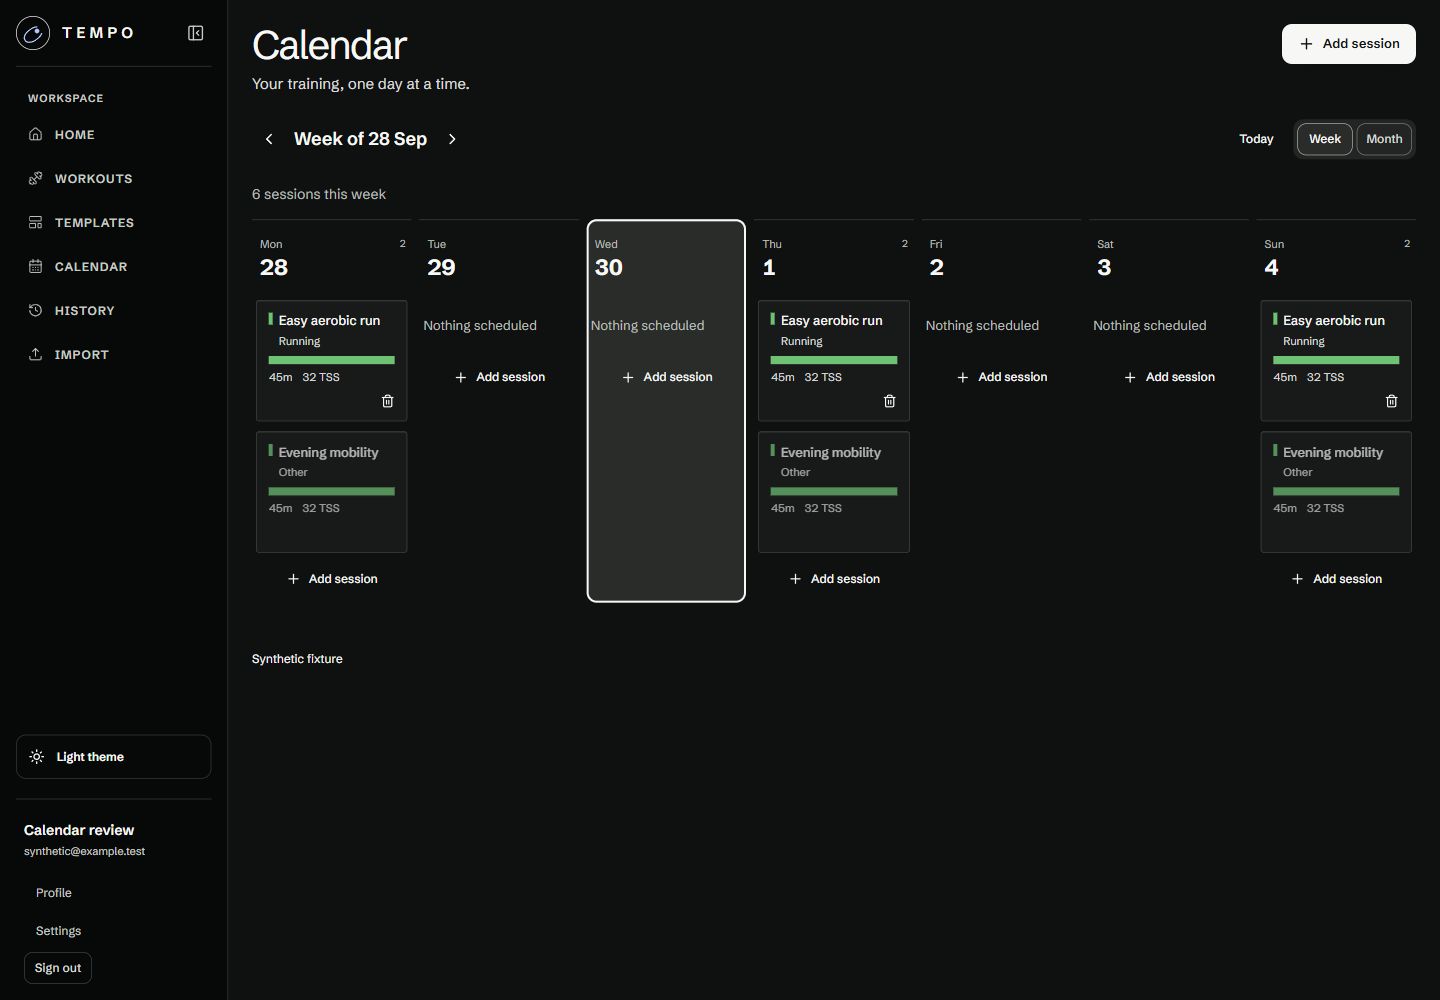 TEMPO
WORKSPACE
HOME
WORKOUTS
TEMPLATES
CALENDAR
HISTORY
IMPORT
Light theme
Calendar review
synthetic@example.test
Profile
Settings
Sign out
Calendar
Your training, one day at a time.
Add session
Week of 28 Sep
Today
Week
Month
6 sessions this week
Mon 2
28
Easy aerobic run
Running
45m 32 TSS
Evening mobility
Other
45m 32 TSS
Add session
Tue
29
Nothing scheduled
Add session
Wed
30
Nothing scheduled
Add session
Thu 2
1
Easy aerobic run
Running
45m 32 TSS
Evening mobility
Other
45m 32 TSS
Add session
Fri
2
Nothing scheduled
Add session
Sat
3
Nothing scheduled
Add session
Sun 2
4
Easy aerobic run
Running
45m 32 TSS
Evening mobility
Other
45m 32 TSS
Add session
Synthetic fixture